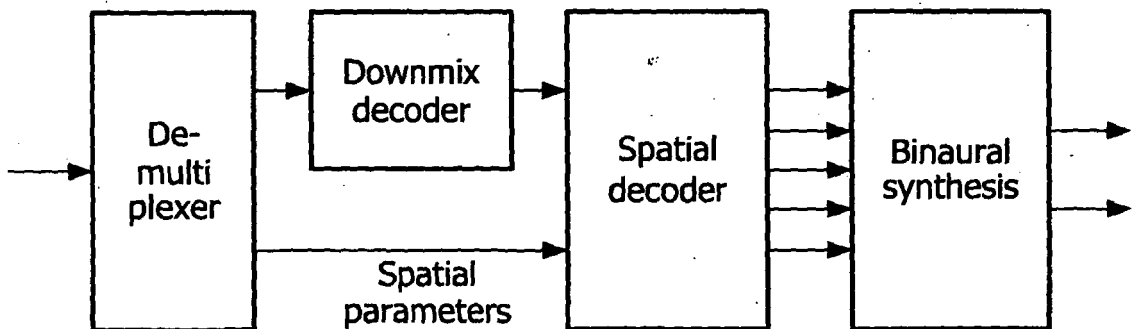 De-
multi
plexer
Downmix
decoder
Spatial
parameters
Spatial
decoder
Binaural
synthesis